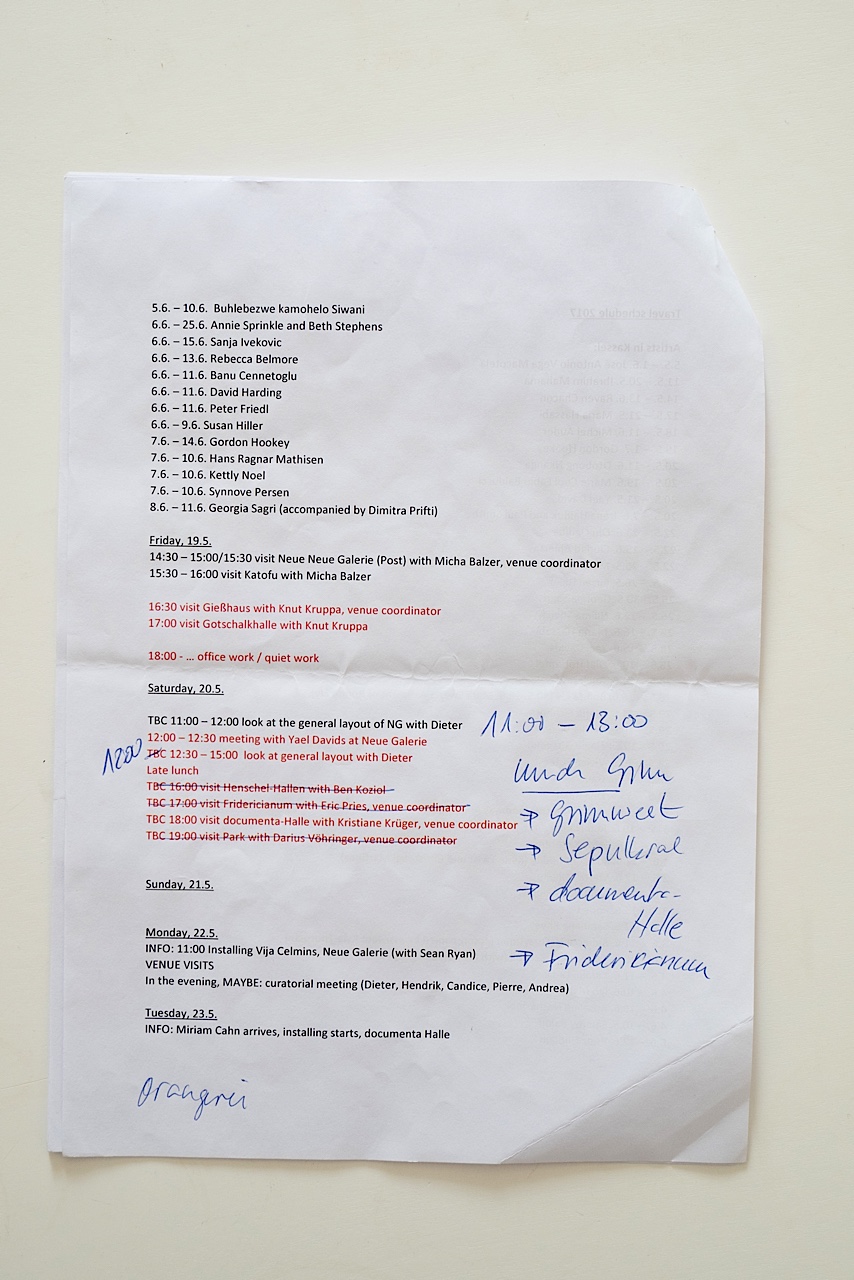 5.6. – 10.6.  Buhlebezwe kamohelo Siwani
6.6. – 25.6. Annie Sprinkle and Beth Stephens
6.6. – 15.6. Sanja Ivekovic
6.6. – 13.6. Rebecca Belmore
6.6. – 11.6. Banu Cennetoglu
6.6. – 11.6. David Harding
6.6. – 11.6. Peter Friedl
6.6. – 9.6. Susan Hiller
7.6. – 14.6. Gordon Hookey
7.6. – 10.6. Hans Ragnar Mathisen
7.6. – 10.6. Kettly Noel
7.6. – 10.6. Synnove Persen
8.6. – 11.6. Georgia Sagri (accompanied by Dimitra Prifti)
Friday, 19.5.
14:30 – 15:00/15:30 visit Neue Neue Galerie (Post) with Micha Balzer, venue coordinator
15:30 – 16:00 visit Katofu with Micha Balzer
16:30 visit Gießhaus with Knut Kruppa, venue coordinator
17:00 visit Gotschalkhalle with Knut Kruppa
18:00 - ... office work / quiet work
Saturday, 20.5.
TBC 11:00 – 12:00 look at the general layout of NG with Dieter
11:00 – 13:00
12:00 – 12:30 meeting with Yael Davids at Neue Galerie
12:00
TBC 12:30 – 15:00  look at general layout with Dieter
Late lunch
TBC 16:00 visit Henschel-Hallen with Ben Koziol
TBC 17:00 visit Fridericianum with Eric Pries, venue coordinator
TBC 18:00 visit documenta-Halle with Kristiane Krüger, venue coordinator
TBC 19:00 visit Park with Darius Vöhringer, venue coordinator
→ Grimmwelt
→ Sepulkral
→ documenta-
Halle
→ Fridericianum
Sunday, 21.5.
Monday, 22.5.
INFO: 11:00 Installing Vija Celmins, Neue Galerie (with Sean Ryan)
VENUE VISITS
In the evening, MAYBE: curatorial meeting (Dieter, Hendrik, Candice, Pierre, Andrea)
Tuesday, 23.5.
INFO: Miriam Cahn arrives, installing starts, documenta Halle